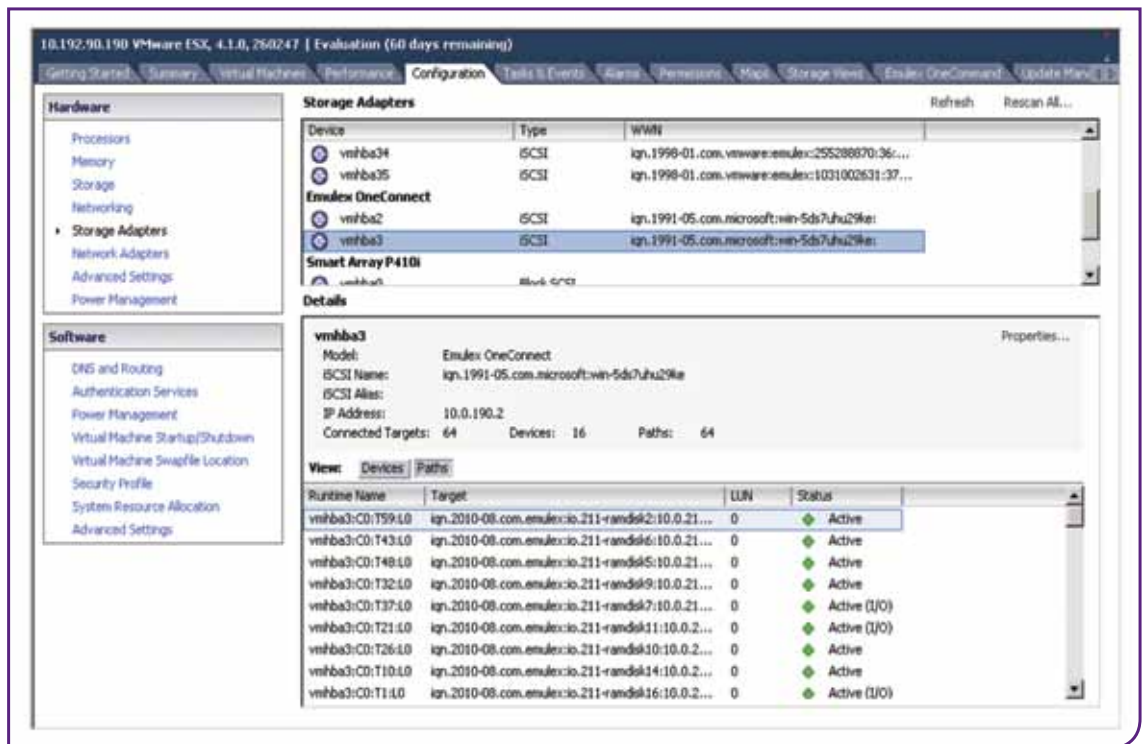 10.192.90.190 VMware ESX, 4.1.0, 260247 | Evaluation (60 days remaining)
Getting Started Summary Virtual Machines Performance Configuration Tasks & Events Alarms Permissions Maps Storage Views Emulex OneCommand Update Man
Hardware
Processors
Memory
Storage
Networking
Storage Adapters
Network Adapters
Advanced Settings
Power Management
Software
DNS and Routing
Authentication Services
Power Management
Virtual Machine Startup/Shutdown
Virtual Machine Swapfile Location
Security Profile
System Resource Allocation
Advanced Settings
Storage Adapters Refresh Rescan All...
Device Type WWN
vmhba34 iSCSI iqn.1998-01.com.vmware:emulex:255288870:36:...
vmhba35 iSCSI iqn.1998-01.com.vmware:emulex:1031002631:37...
Emulex OneConnect
vmhba2 iSCSI iqn.1991-05.com.microsoft:win-5ds7uhu29ke:
vmhba3 iSCSI iqn.1991-05.com.microsoft:win-5ds7uhu29ke:
Smart Array P410i
vmhba0 Block SCSI
Details
vmhba3 Properties...
Model: Emulex OneConnect
iSCSI Name: iqn.1991-05.com.microsoft:win-5ds7uhu29ke
iSCSI Alias:
IP Address: 10.0.190.2
Connected Targets: 64 Devices: 16 Paths: 64
View: Devices Paths
Runtime Name Target LUN Status
vmhba3:C0:T59:L0 iqn.2010-08.com.emulex:io.211-ramdisk2:10.0.21... 0 Active
vmhba3:C0:T43:L0 iqn.2010-08.com.emulex:io.211-ramdisk6:10.0.21... 0 Active
vmhba3:C0:T48:L0 iqn.2010-08.com.emulex:io.211-ramdisk5:10.0.21... 0 Active
vmhba3:C0:T32:L0 iqn.2010-08.com.emulex:io.211-ramdisk9:10.0.21... 0 Active
vmhba3:C0:T37:L0 iqn.2010-08.com.emulex:io.211-ramdisk7:10.0.21... 0 Active (I/O)
vmhba3:C0:T21:L0 iqn.2010-08.com.emulex:io.211-ramdisk11:10.0.2... 0 Active (I/O)
vmhba3:C0:T26:L0 iqn.2010-08.com.emulex:io.211-ramdisk10:10.0.2... 0 Active
vmhba3:C0:T10:L0 iqn.2010-08.com.emulex:io.211-ramdisk14:10.0.2... 0 Active
vmhba3:C0:T1:L0 iqn.2010-08.com.emulex:io.211-ramdisk16:10.0.2... 0 Active (I/O)